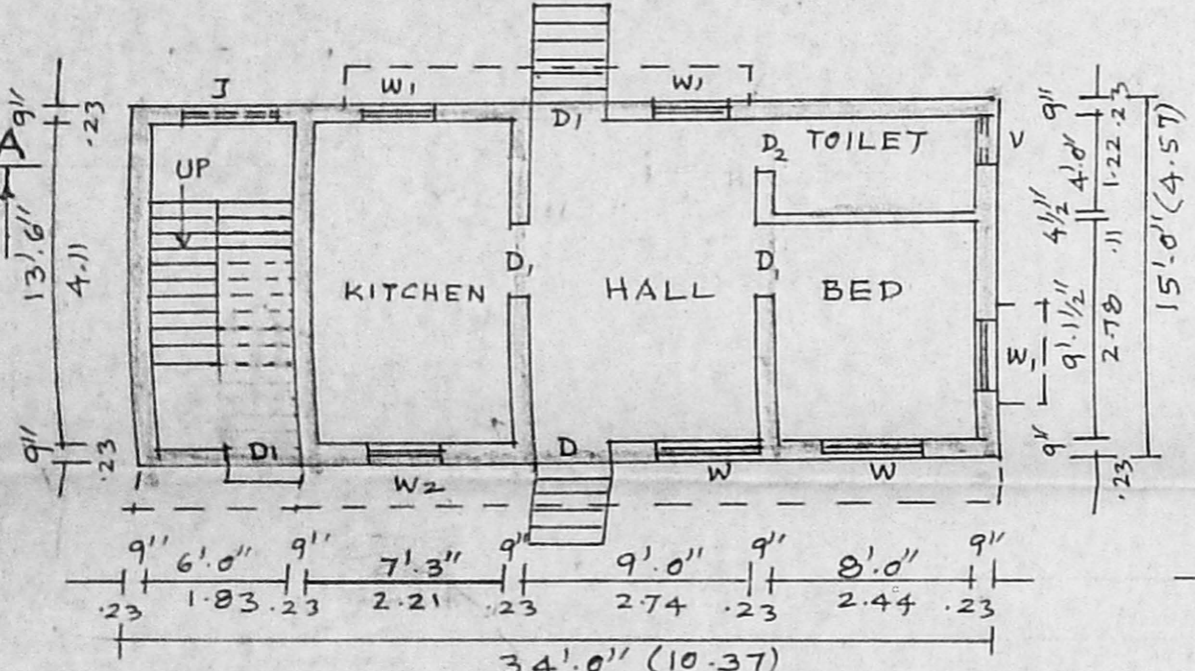 J W1 W1
9" .23
D1
A
UP
D2 TOILET V
9" .23
4'.0" 1.22
4½" .11
15'.0" (4.57)
13'.6" 4.11
KITCHEN D1 HALL D1 BED
W1
9'.1½" 2.78
9" .23
D1 W2 D W W
9" .23
9" 6'.0" 9" 7'.3" 9" 9'.0" 9" 8'.0" 9"
.23 1.83 .23 2.21 .23 2.74 .23 2.44 .23
34'.0" (10.37)